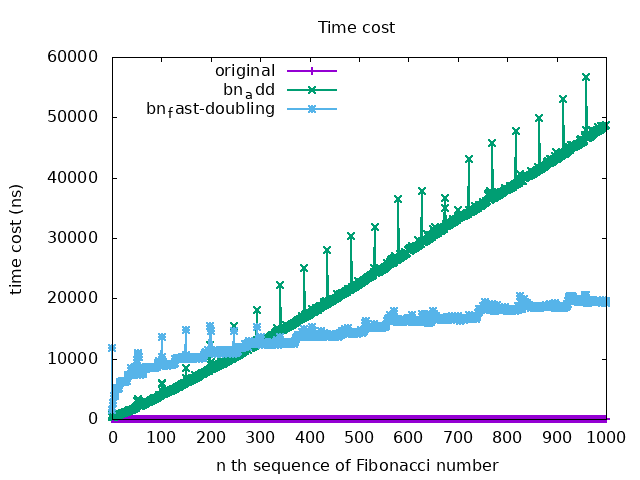 Time cost
60000
50000
40000
30000
20000
10000
0
time cost (ns)
original
bn_add
bn_fast-doubling
0 100 200 300 400 500 600 700 800 900 1000
n th sequence of Fibonacci number